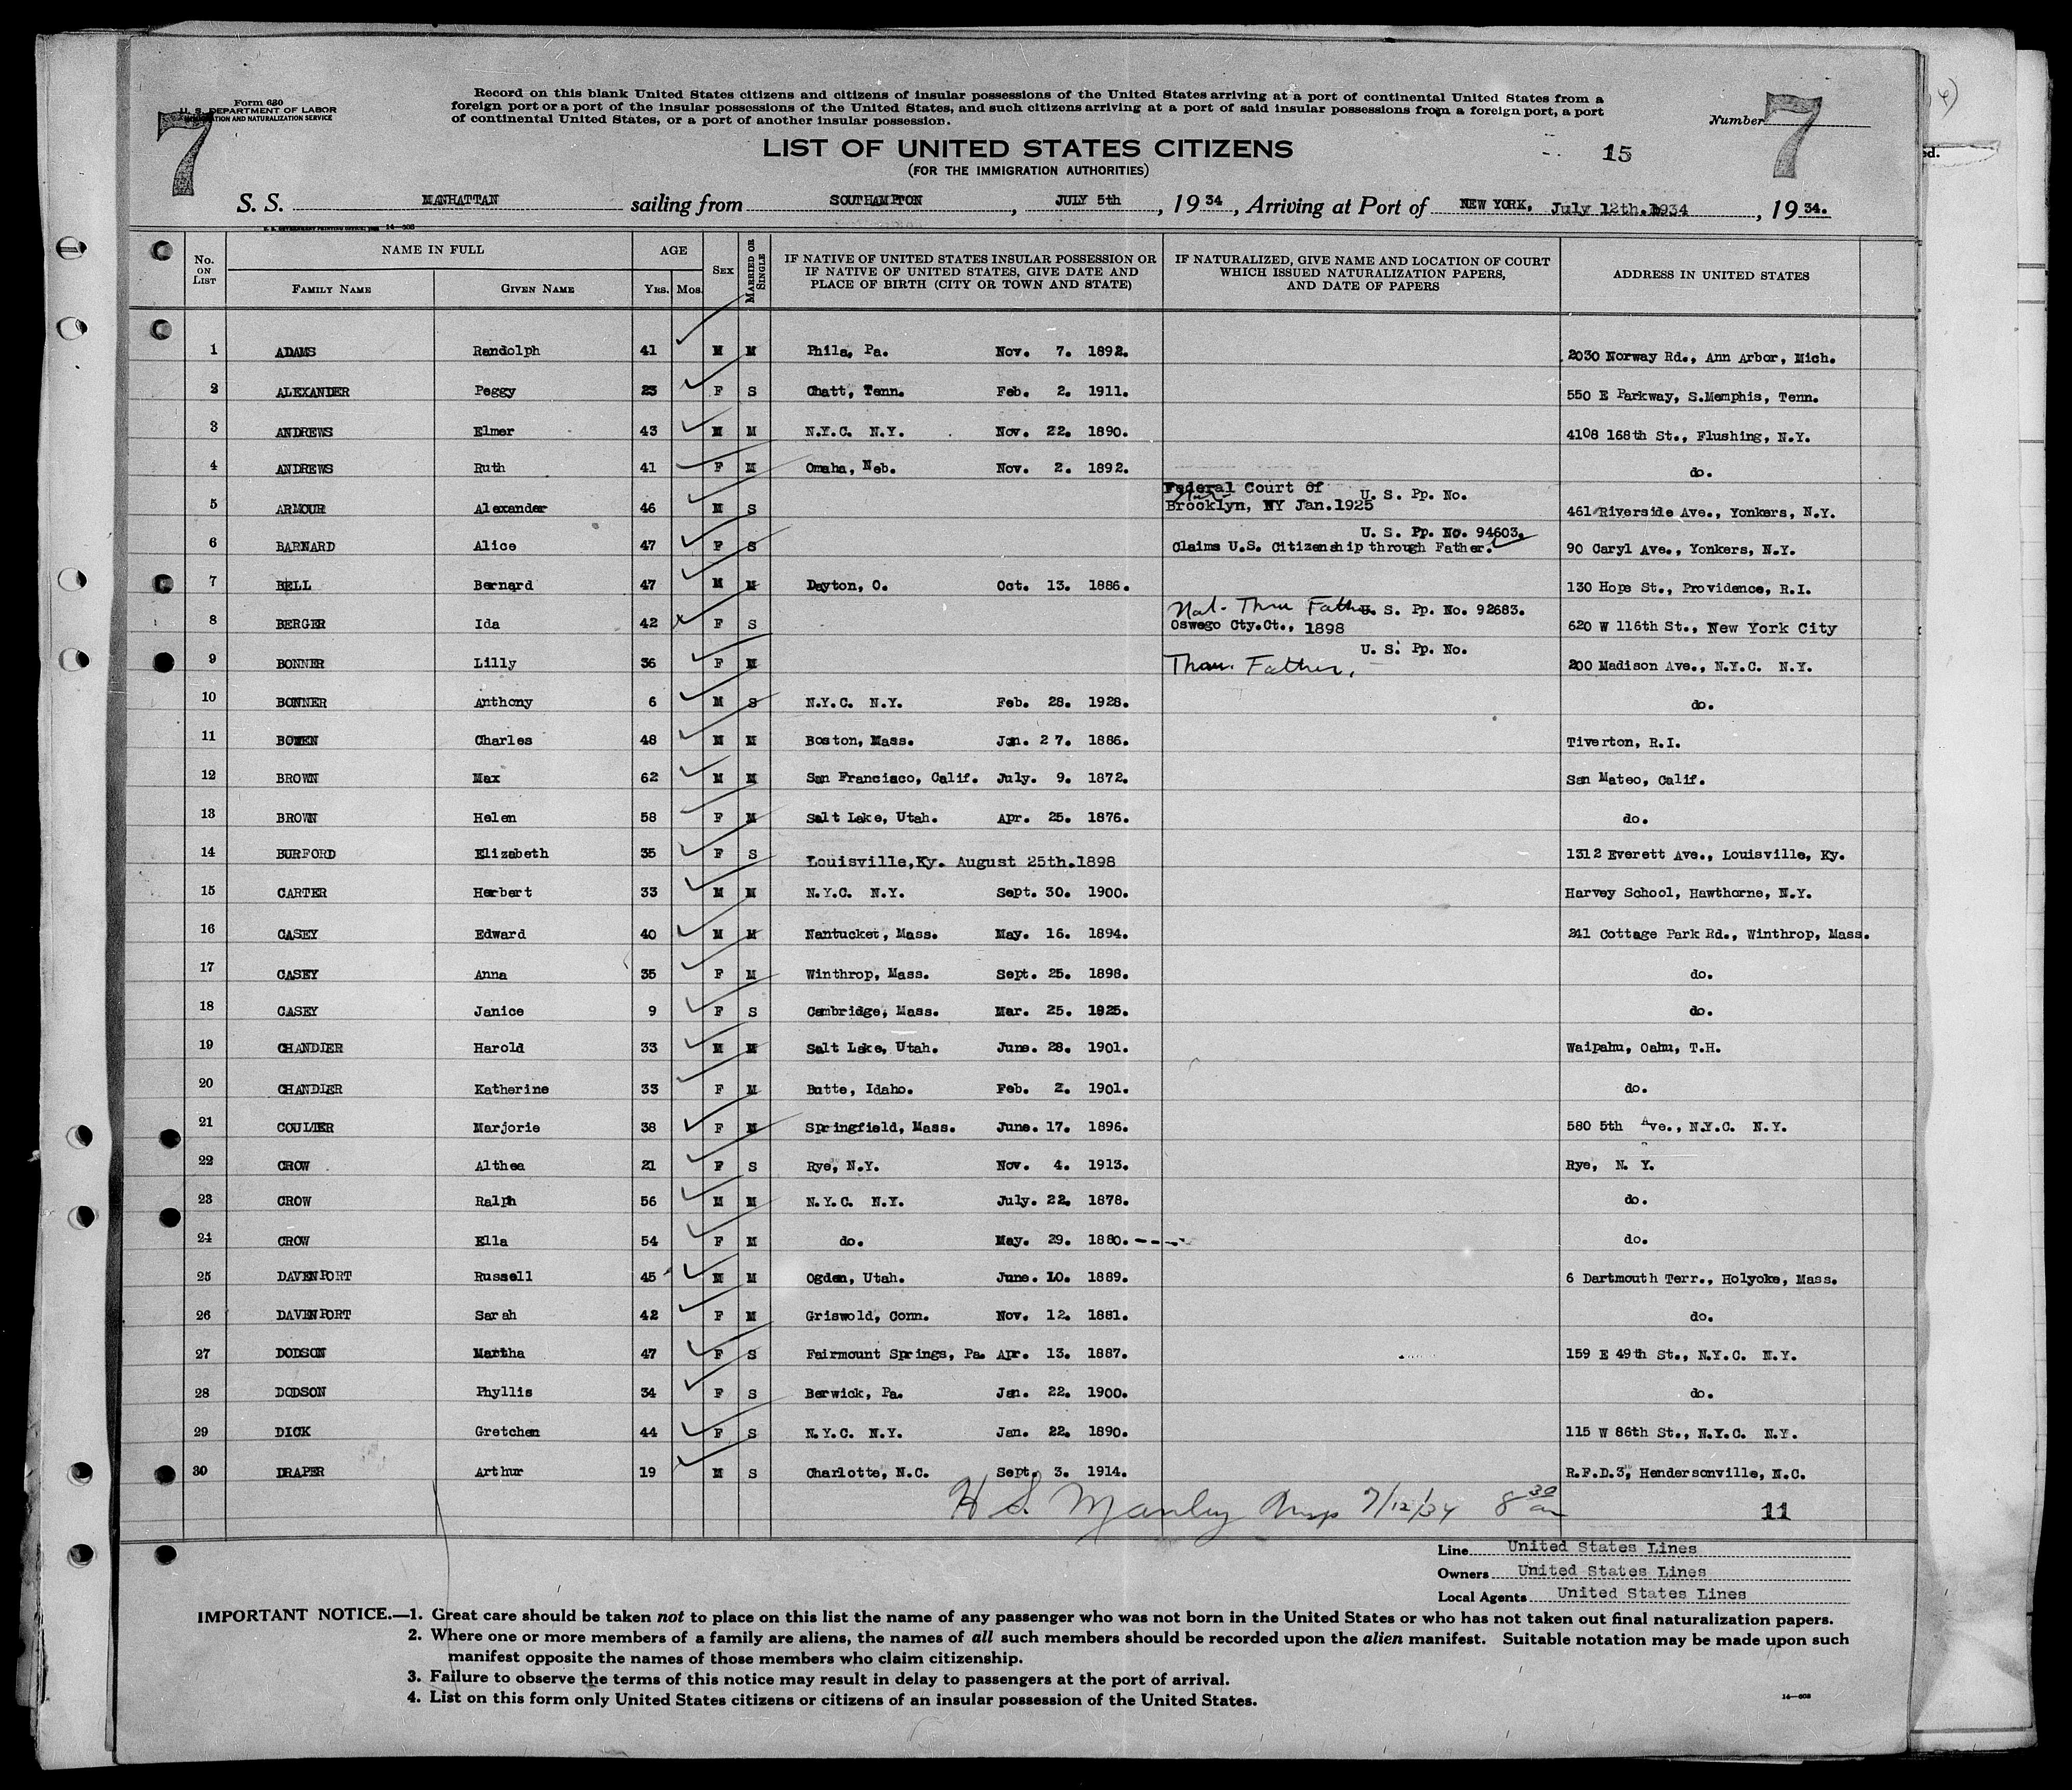 Form 630
U. S. DEPARTMENT OF LABOR
IMMIGRATION AND NATURALIZATION SERVICE
7
Record on this blank United States citizens and citizens of insular possessions of the United States arriving at a port of continental United States from a
foreign port or a port of the insular possessions of the United States, and such citizens arriving at a port of said insular possessions from a foreign port, a port
of continental United States, or a port of another insular possession.
Number 7
LIST OF UNITED STATES CITIZENS
15
(FOR THE IMMIGRATION AUTHORITIES)
S. S. MANHATTAN sailing from SOUTHAMPTON, JULY 5th, 1934, Arriving at Port of NEW YORK, July 12th.1934, 1934.
No. ON LIST
NAME IN FULL
FAMILY NAME GIVEN NAME
AGE
YRS. MOS.
SEX
MARRIED OR SINGLE
IF NATIVE OF UNITED STATES INSULAR POSSESSION OR
IF NATIVE OF UNITED STATES, GIVE DATE AND
PLACE OF BIRTH (CITY OR TOWN AND STATE)
IF NATURALIZED, GIVE NAME AND LOCATION OF COURT
WHICH ISSUED NATURALIZATION PAPERS,
AND DATE OF PAPERS
ADDRESS IN UNITED STATES
1 ADAMS Randolph 41 M M Phila, Pa. Nov. 7. 1892. 2030 Norway Rd., Ann Arbor, Mich.
2 ALEXANDER Peggy 23 F S Chatt, Tenn. Feb. 2. 1911. 550 E Parkway, S.Memphis, Tenn.
3 ANDREWS Elmer 43 M M N.Y.C. N.Y. Nov. 22. 1890. 4108 168th St., Flushing, N.Y.
4 ANDREWS Ruth 41 F M Omaha, Neb. Nov. 2. 1892. do.
5 ARMOUR Alexander 46 M S Federal Court of U. S. Pp. No.
Brooklyn, NY Jan.1925 461 Riverside Ave., Yonkers, N.Y.
6 BARNARD Alice 47 F S U. S. Pp. No. 94603.
Claims U.S. Citizenship through Father. 90 Caryl Ave., Yonkers, N.Y.
7 BELL Bernard 47 M M Dayton, O. Oct. 13. 1886. 130 Hope St., Providence, R.I.
8 BERGER Ida 42 F S Nat. Thru Father U. S. Pp. No. 92683.
Oswego Cty.Ct., 1898 620 W 116th St., New York City
9 BONNER Lilly 36 F M U. S. Pp. No.
Thru. Father. 200 Madison Ave., N.Y.C. N.Y.
10 BONNER Anthony 6 M S N.Y.C. N.Y. Feb. 28. 1928. do.
11 BOWEN Charles 48 M M Boston, Mass. Jan. 27. 1886. Tiverton, R.I.
12 BROWN Max 62 M M San Francisco, Calif. July. 9. 1872. San Mateo, Calif.
13 BROWN Helen 58 F M Salt Lake, Utah. Apr. 25. 1876. do.
14 BURFORD Elizabeth 35 F S Louisville,Ky. August 25th.1898 1312 Everett Ave., Louisville, Ky.
15 CARTER Herbert 33 M M N.Y.C. N.Y. Sept. 30. 1900. Harvey School, Hawthorne, N.Y.
16 CASEY Edward 40 M M Nantucket, Mass. May. 16. 1894. 241 Cottage Park Rd., Winthrop, Mass.
17 CASEY Anna 35 F M Winthrop, Mass. Sept. 25. 1898. do.
18 CASEY Janice 9 F S Cambridge, Mass. Mar. 25. 1925. do.
19 CHANDLER Harold 33 M M Salt Lake, Utah. June. 28. 1901. Waipahu, Oahu, T.H.
20 CHANDLER Katherine 33 F M Butte, Idaho. Feb. 2. 1901. do.
21 COULTER Marjorie 38 F M Springfield, Mass. June. 17. 1896. 580 5th Ave., N.Y.C. N.Y.
22 CROW Althea 21 F S Rye, N.Y. Nov. 4. 1913. Rye, N. Y.
23 CROW Ralph 56 M M N.Y.C. N.Y. July. 22. 1878. do.
24 CROW Ella 54 F M do. May. 29. 1880. do.
25 DAVENPORT Russell 45 M M Ogden, Utah. June. 10. 1889. 6 Dartmouth Terr., Holyoke, Mass.
26 DAVENPORT Sarah 42 F M Griswold, Conn. Nov. 12. 1881. do.
27 DODSON Martha 47 F S Fairmount Springs, Pa. Apr. 13. 1887. 159 E 49th St., N.Y.C. N.Y.
28 DODSON Phyllis 34 F S Berwick, Pa. Jan. 22. 1900. do.
29 DICK Gretchen 44 F S N.Y.C. N.Y. Jan. 22. 1890. 115 W 86th St., N.Y.C. N.Y.
30 DRAPER Arthur 19 M S Charlotte, N.C. Sept. 3. 1914. R.F.D.3, Hendersonville, N.C.
H S. Manley Insp 7/12/34 8 30 am
11
Line United States Lines
Owners United States Lines
Local Agents United States Lines
IMPORTANT NOTICE.—1. Great care should be taken not to place on this list the name of any passenger who was not born in the United States or who has not taken out final naturalization papers.
2. Where one or more members of a family are aliens, the names of all such members should be recorded upon the alien manifest. Suitable notation may be made upon such
manifest opposite the names of those members who claim citizenship.
3. Failure to observe the terms of this notice may result in delay to passengers at the port of arrival.
4. List on this form only United States citizens or citizens of an insular possession of the United States.
14—608